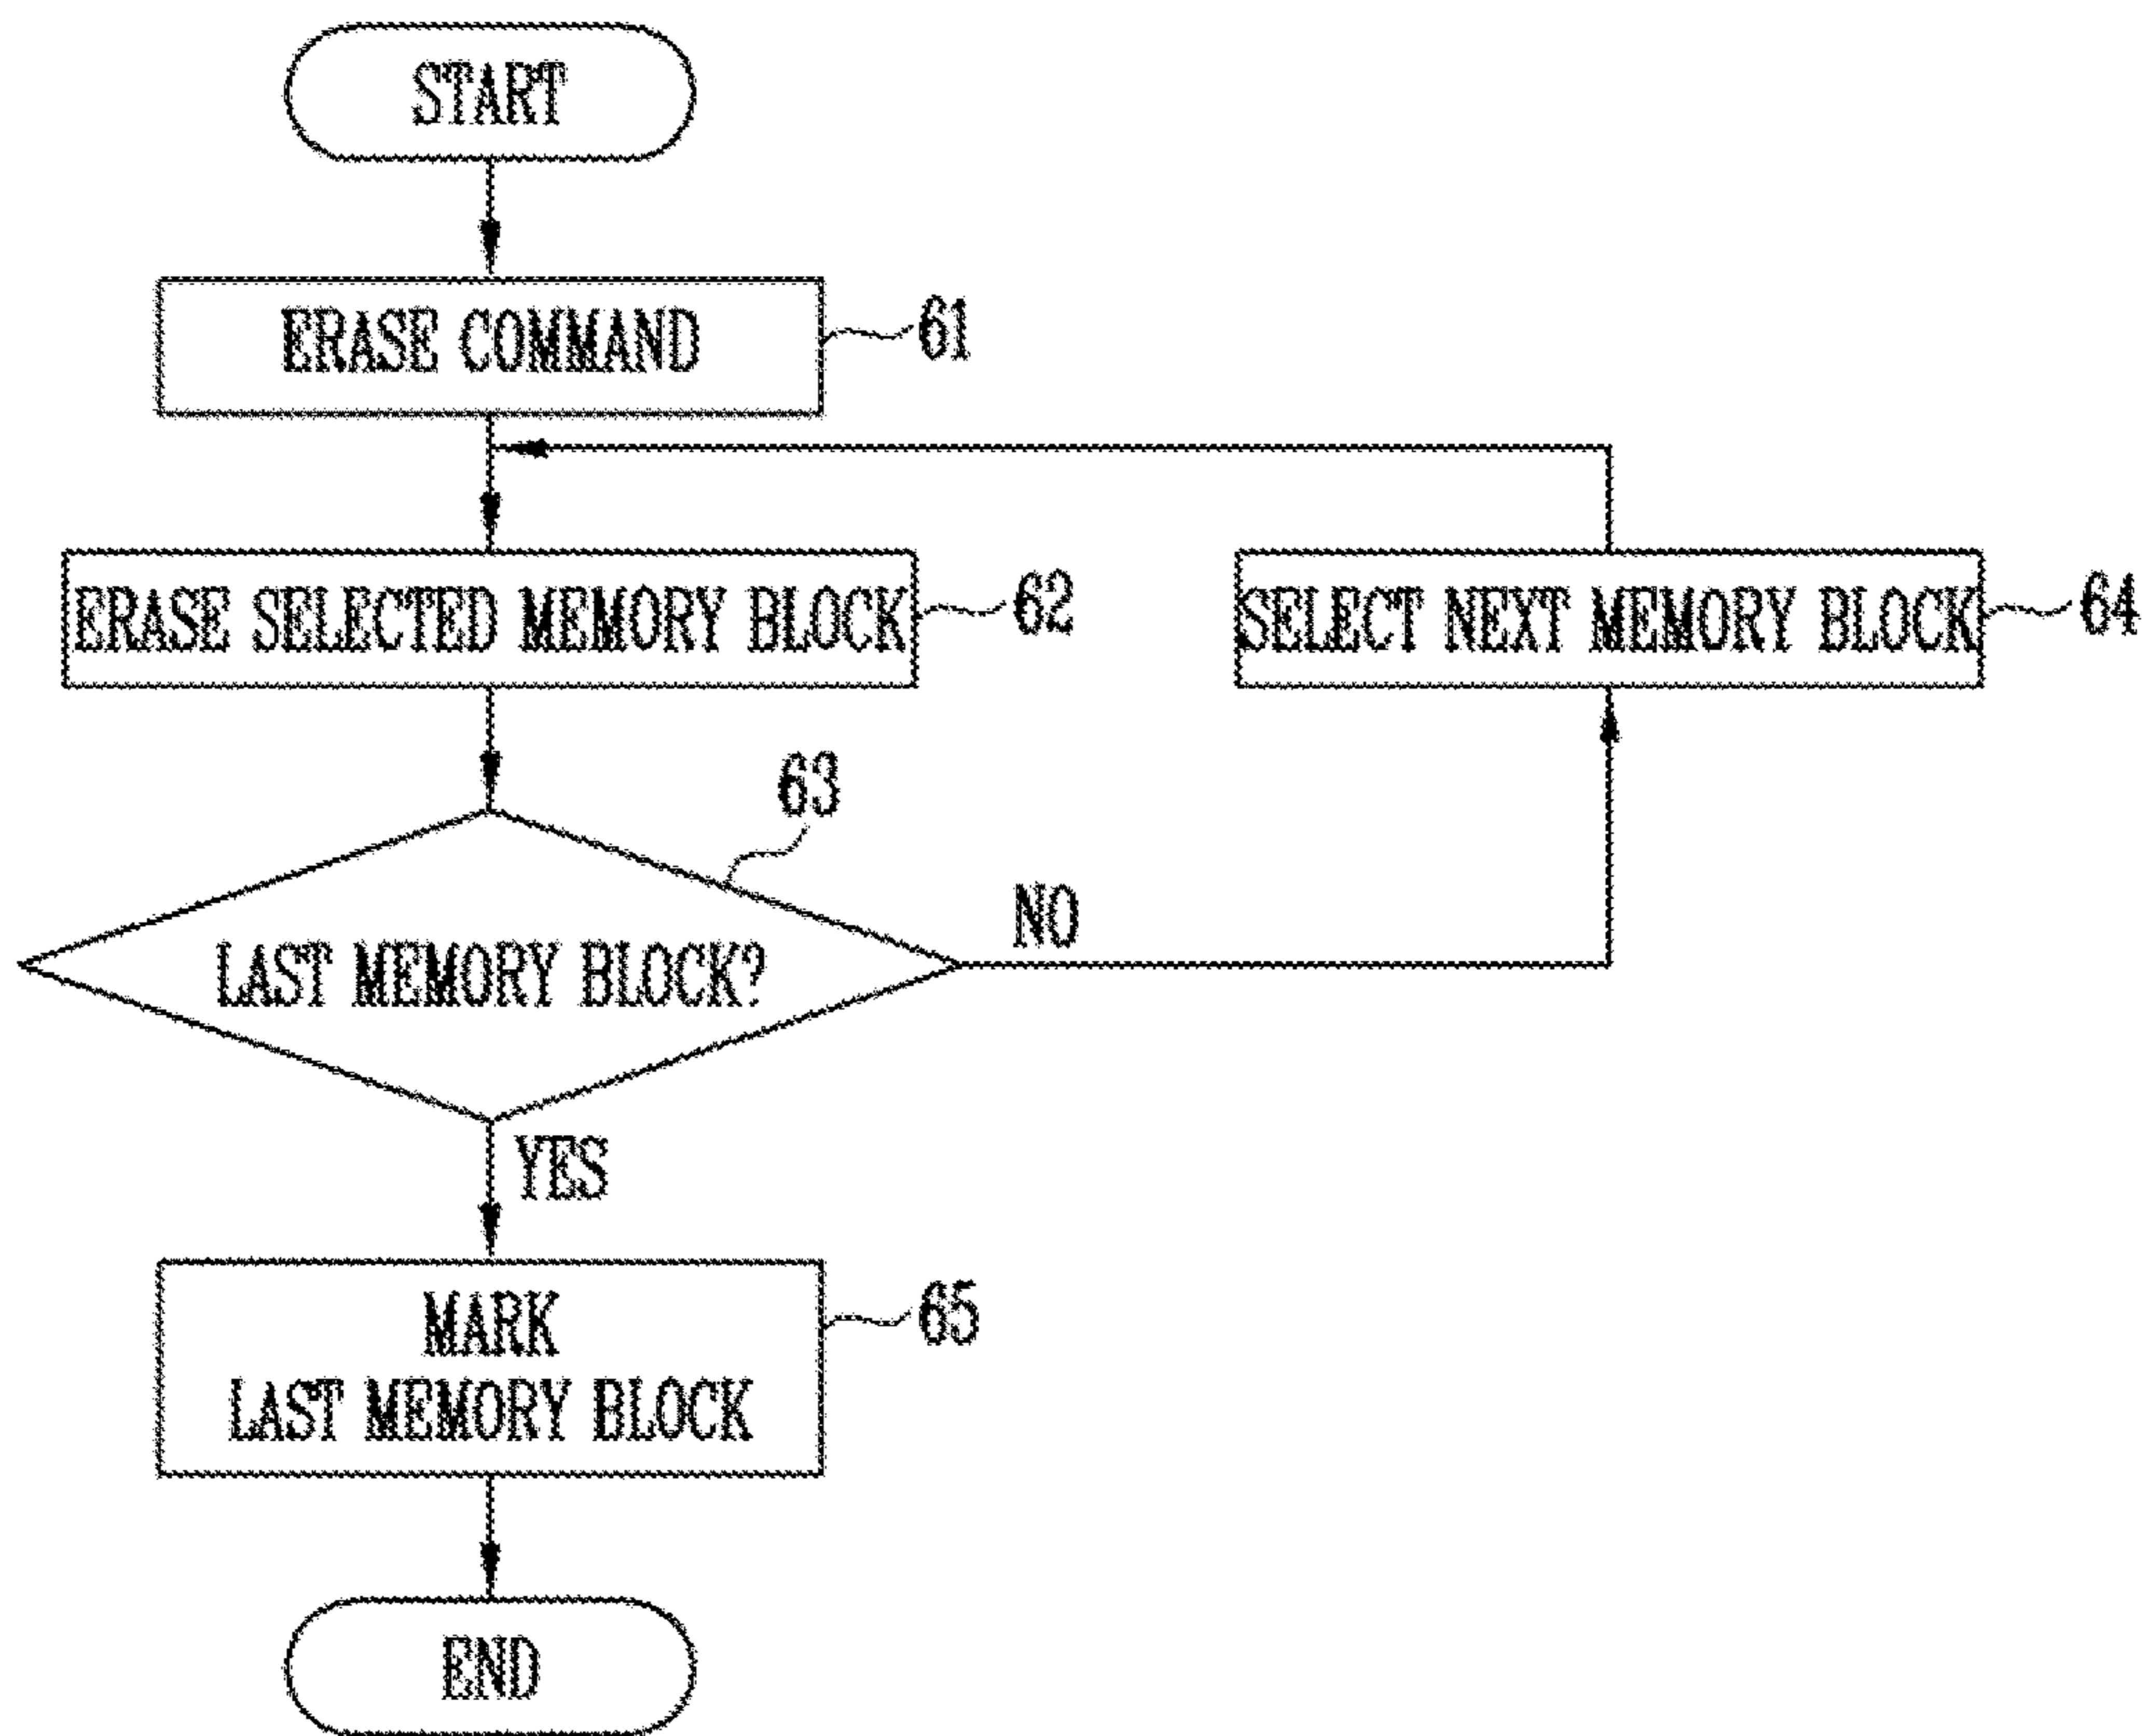 START
ERASE COMMAND
61
ERASE SELECTED MEMORY BLOCK
62
SELECT NEXT MEMORY BLOCK
64
63
LAST MEMORY BLOCK?
NO
YES
MARK
LAST MEMORY BLOCK
65
END